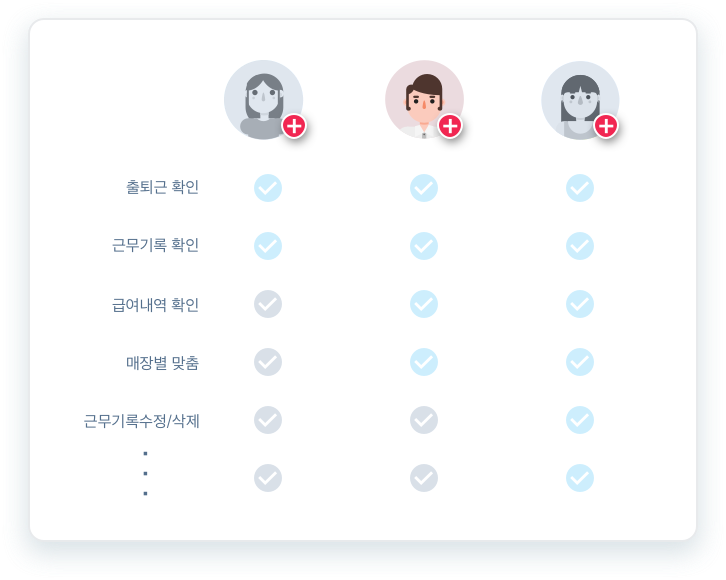 출퇴근 확인
근무기록 확인
급여내역 확인
매장별 맞춤
근무기록수정/삭제